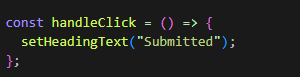 const handleClick = () => {
  setHeadingText("Submitted");
};